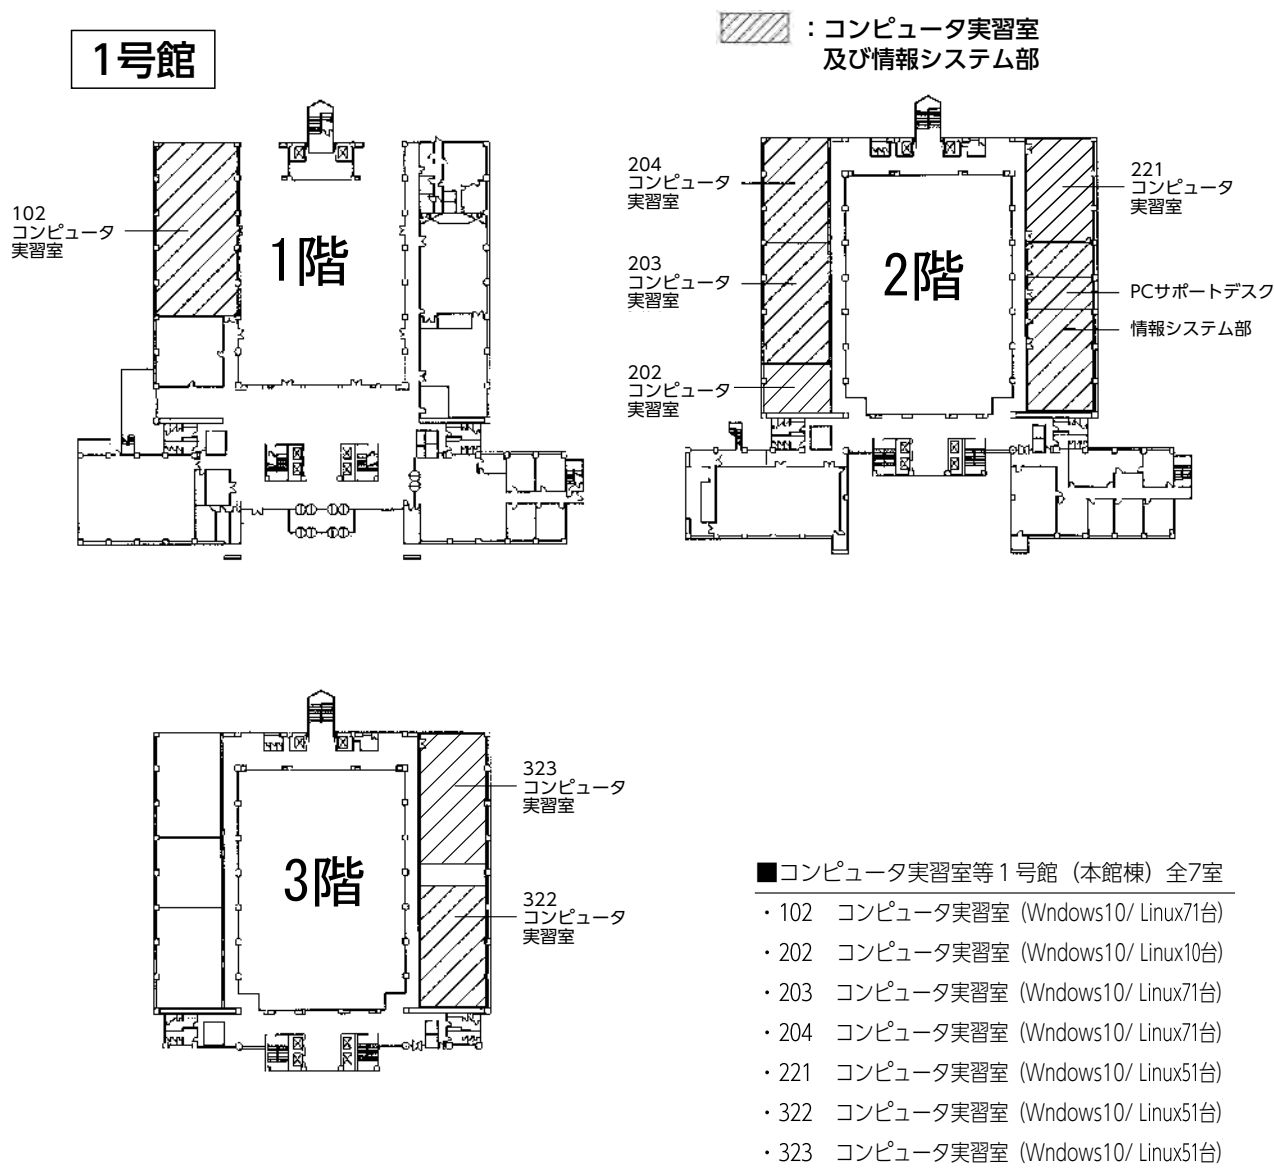 1号館
：コンピュータ実習室
及び情報システム部
102
コンピュータ
実習室
1階
204
コンピュータ
実習室
203
コンピュータ
実習室
202
コンピュータ
実習室
2階
221
コンピュータ
実習室
PCサポートデスク
情報システム部
3階
323
コンピュータ
実習室
322
コンピュータ
実習室
■コンピュータ実習室等１号館（本館棟）全7室
・102　コンピュータ実習室 (Wndows10/ Linux71台)
・202　コンピュータ実習室 (Wndows10/ Linux10台)
・203　コンピュータ実習室 (Wndows10/ Linux71台)
・204　コンピュータ実習室 (Wndows10/ Linux71台)
・221　コンピュータ実習室 (Wndows10/ Linux51台)
・322　コンピュータ実習室 (Wndows10/ Linux51台)
・323　コンピュータ実習室 (Wndows10/ Linux51台)